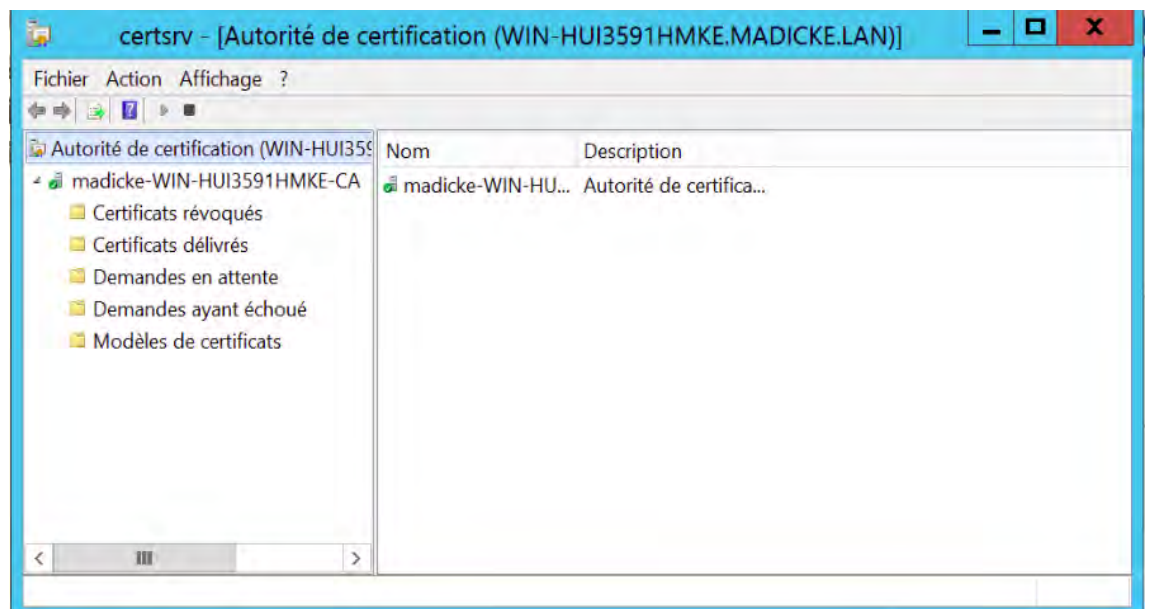 certsrv - [Autorité de certification (WIN-HUI3591HMKE.MADICKE.LAN)]
Fichier Action Affichage ?
Autorité de certification (WIN-HUI359
madicke-WIN-HUI3591HMKE-CA
Certificats révoqués
Certificats délivrés
Demandes en attente
Demandes ayant échoué
Modèles de certificats
Nom Description
madicke-WIN-HU... Autorité de certifica...